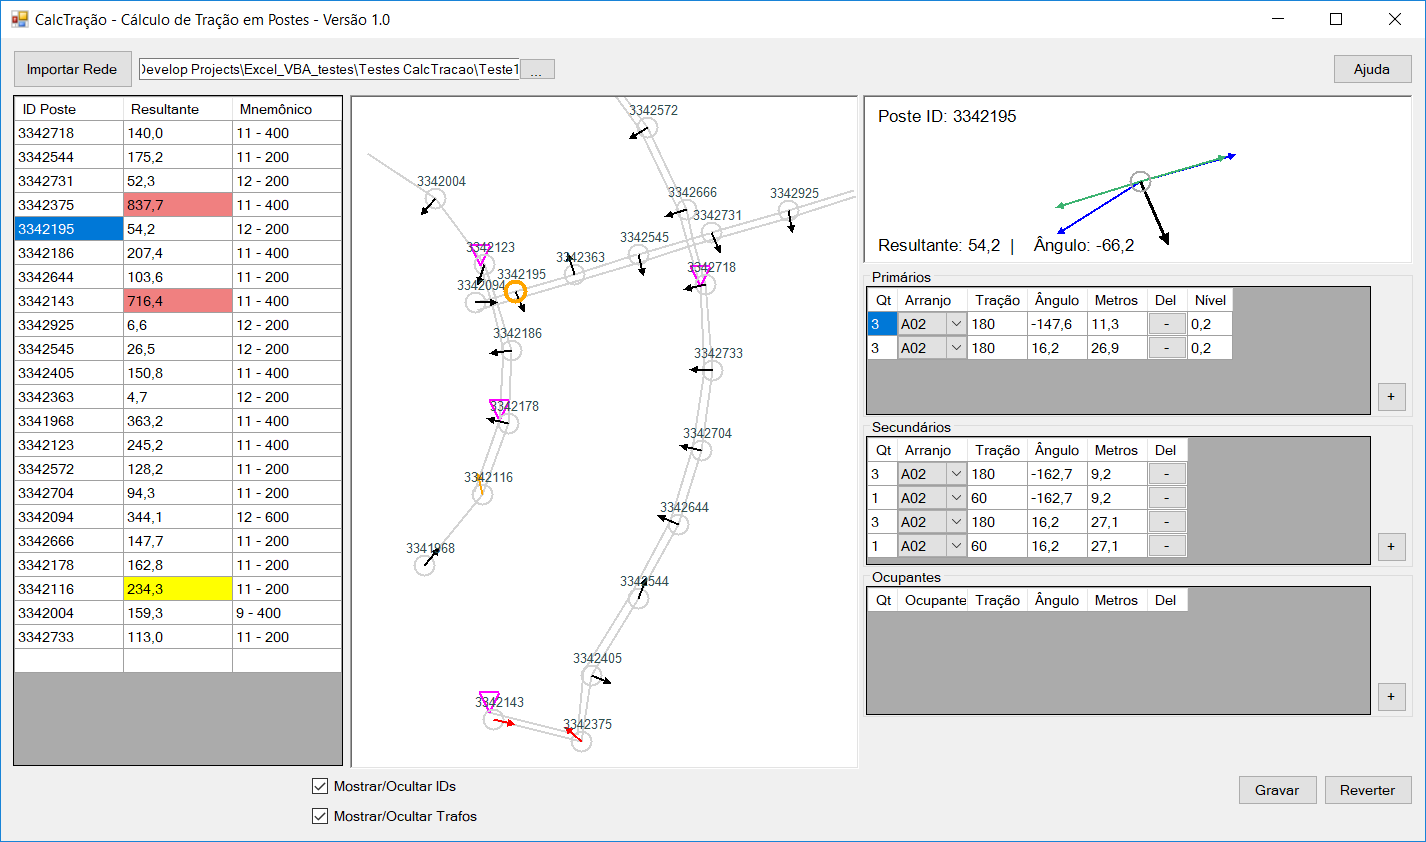 CalcTração - Cálculo de Tração em Postes - Versão 1.0
Importar Rede
Develop Projects\Excel_VBA_testes\Testes CalcTracao\Teste1
...
Ajuda
ID Poste Resultante Mnemônico
3342718 140,0 11 - 400
3342544 175,2 11 - 200
3342731 52,3 12 - 200
3342375 837,7 11 - 400
3342195 54,2 12 - 200
3342186 207,4 11 - 400
3342644 103,6 11 - 200
3342143 716,4 11 - 400
3342925 6,6 12 - 200
3342545 26,5 12 - 200
3342405 150,8 11 - 400
3342363 4,7 12 - 200
3341968 363,2 11 - 400
3342123 245,2 11 - 400
3342572 128,2 11 - 200
3342704 94,3 11 - 200
3342094 344,1 12 - 600
3342666 147,7 11 - 200
3342178 162,8 11 - 200
3342116 234,3 11 - 200
3342004 159,3 9 - 400
3342733 113,0 11 - 200
3342572
3342004
3342666
3342925
3342731
3342545
3342123
3342363
3342718
3342195
3342094
3342186
3342733
3342178
3342704
3342116
3342644
3341968
3342544
3342405
3342143
3342375
Mostrar/Ocultar IDs
Mostrar/Ocultar Trafos
Poste ID: 3342195
Resultante: 54,2 | Ângulo: -66,2
Primários
Qt Arranjo Tração Ângulo Metros Del Nível
3 A02 180 -147,6 11,3 - 0,2
3 A02 180 16,2 26,9 - 0,2
+
Secundários
Qt Arranjo Tração Ângulo Metros Del
3 A02 180 -162,7 9,2 -
1 A02 60 -162,7 9,2 -
3 A02 180 16,2 27,1 -
1 A02 60 16,2 27,1 -
+
Ocupantes
Qt Ocupante Tração Ângulo Metros Del
+
Gravar
Reverter